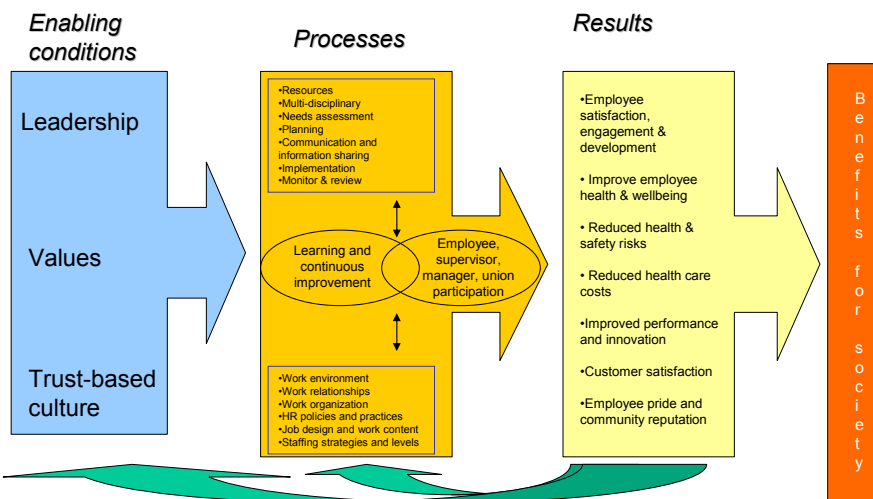 Enabling
conditions
Processes
Results
Leadership
Values
Trust-based
culture
•Resources
•Multi-disciplinary
•Needs assessment
•Planning
•Communication and
information sharing
•Implementation
•Monitor & review
Learning and
continuous
improvement
Employee,
supervisor,
manager, union
participation
•Work environment
•Work relationships
•Work organization
•HR policies and practices
•Job design and work content
•Staffing strategies and levels
•Employee
satisfaction,
engagement &
development
• Improve employee
health & wellbeing
• Reduced health &
safety risks
• Reduced health care
costs
•Improved performance
and innovation
•Customer satisfaction
•Employee pride and
community reputation
Benefits for society